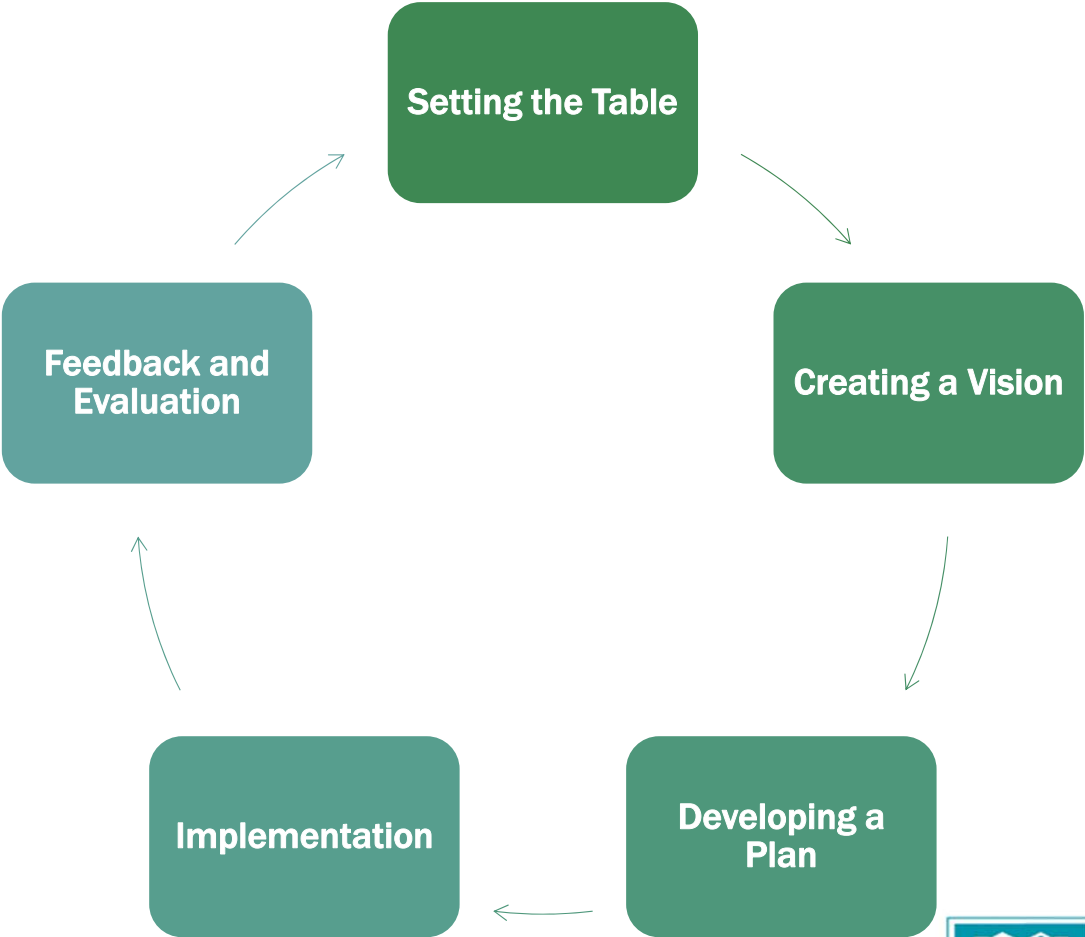 Setting the Table
Creating a Vision
Developing a
Plan
Implementation
Feedback and
Evaluation